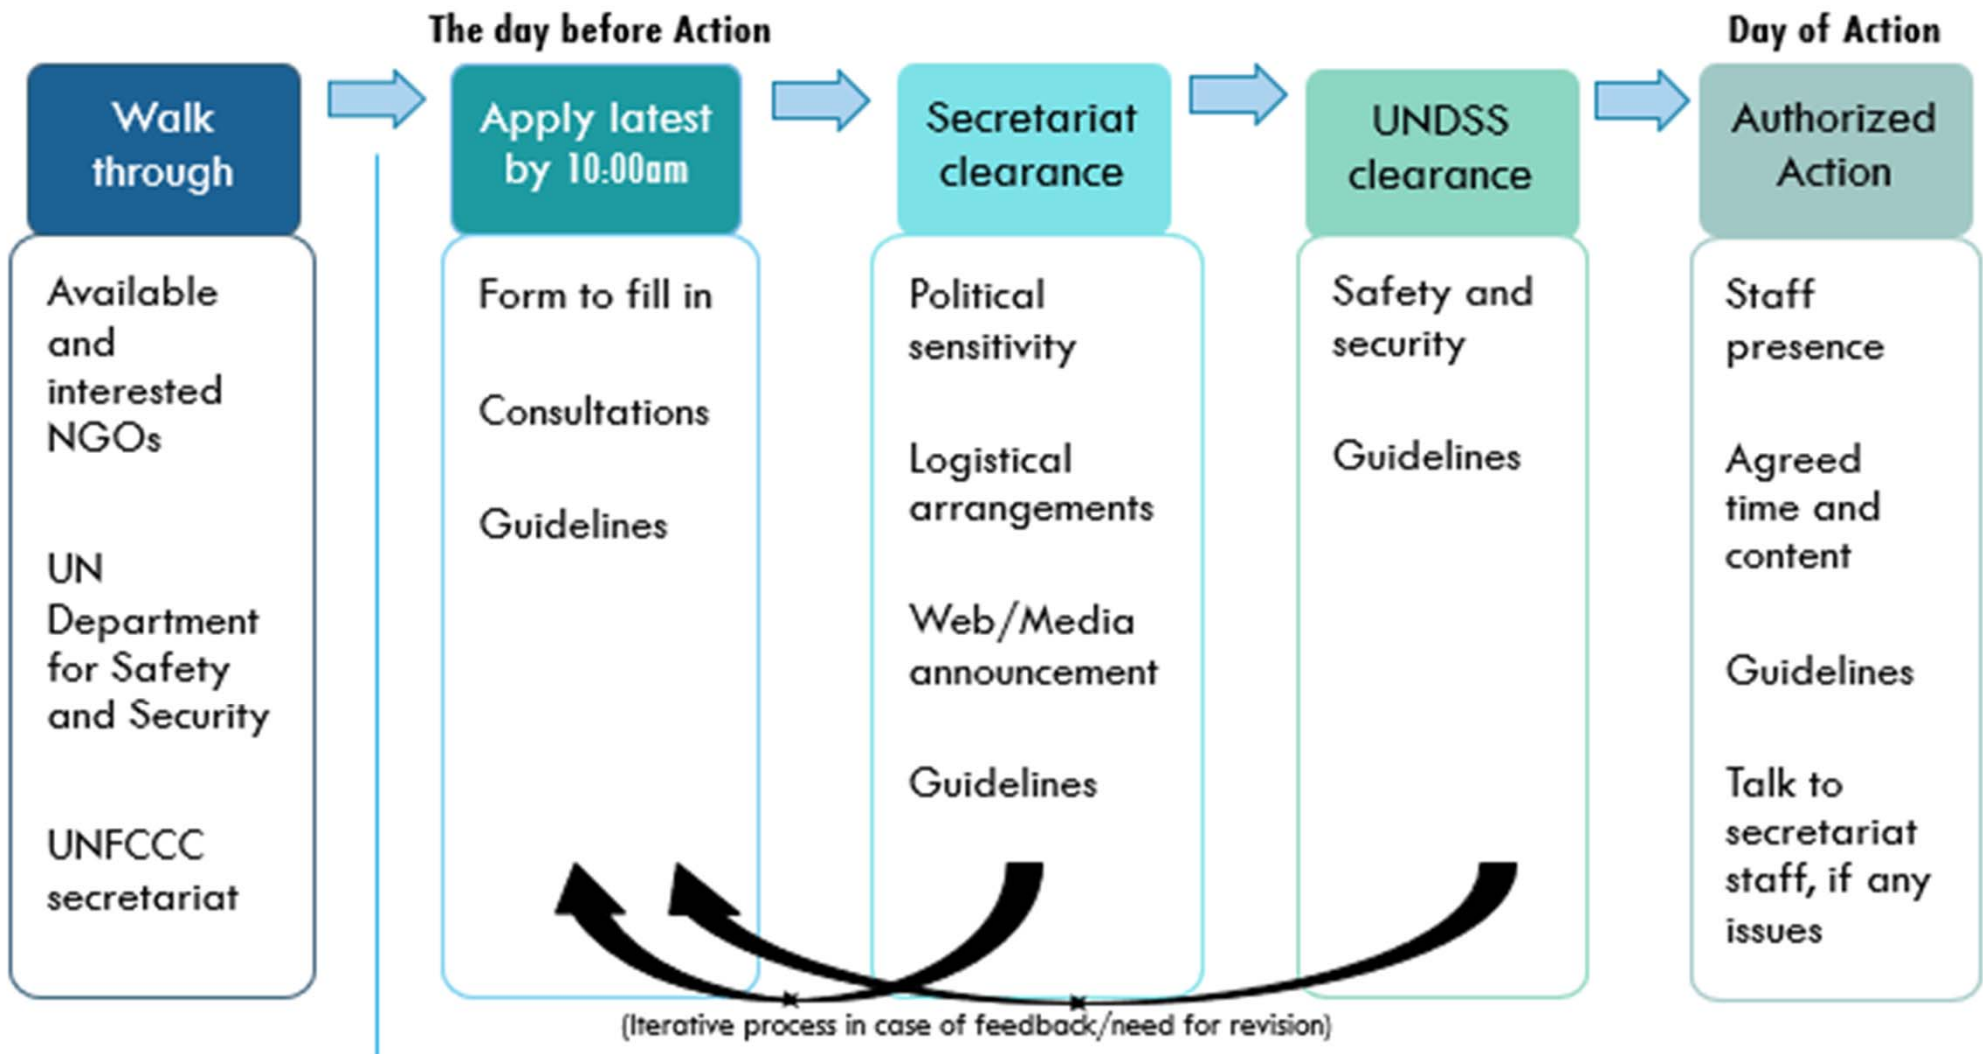 The day before Action
Day of Action
Walk
through
Apply latest
by 10:00am
Secretariat
clearance
UNDSS
clearance
Authorized
Action
Available
and
interested
NGOs
UN
Department
for Safety
and Security
UNFCCC
secretariat
Form to fill in
Consultations
Guidelines
Political
sensitivity
Logistical
arrangements
Web/Media
announcement
Guidelines
Safety and
security
Guidelines
Staff
presence
Agreed
time and
content
Guidelines
Talk to
secretariat
staff, if any
issues
(Iterative process in case of feedback/need for revision)